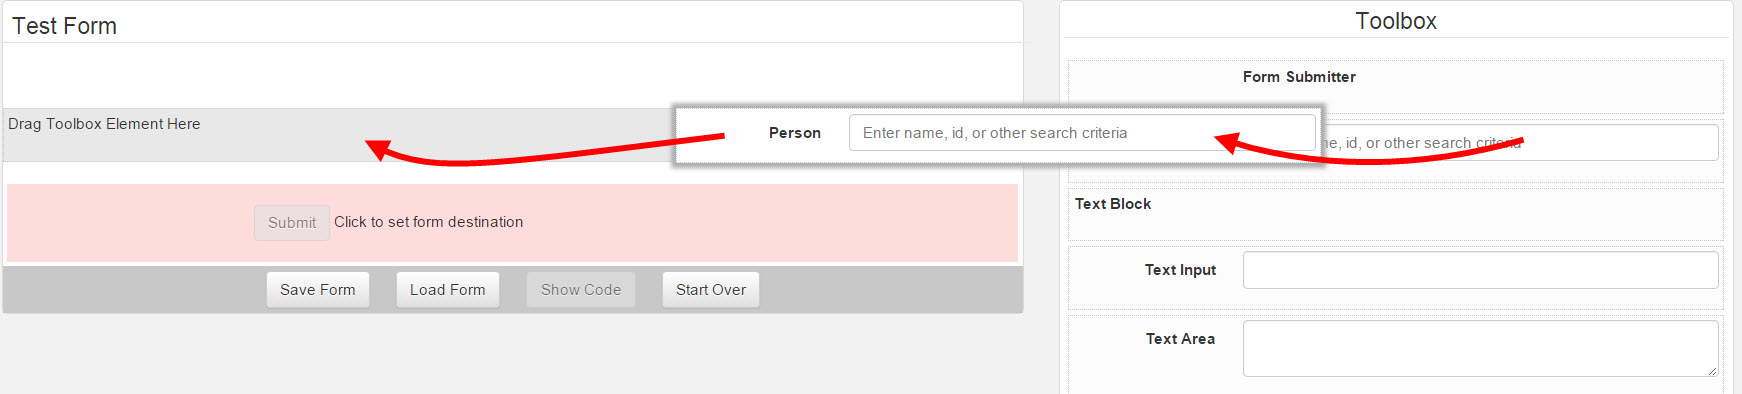 Test Form
Drag Toolbox Element Here
Person
Enter name, id, or other search criteria
Submit
Click to set form destination
Save Form
Load Form
Show Code
Start Over
Toolbox
Form Submitter
id, or other search criteria
Text Block
Text Input
Text Area